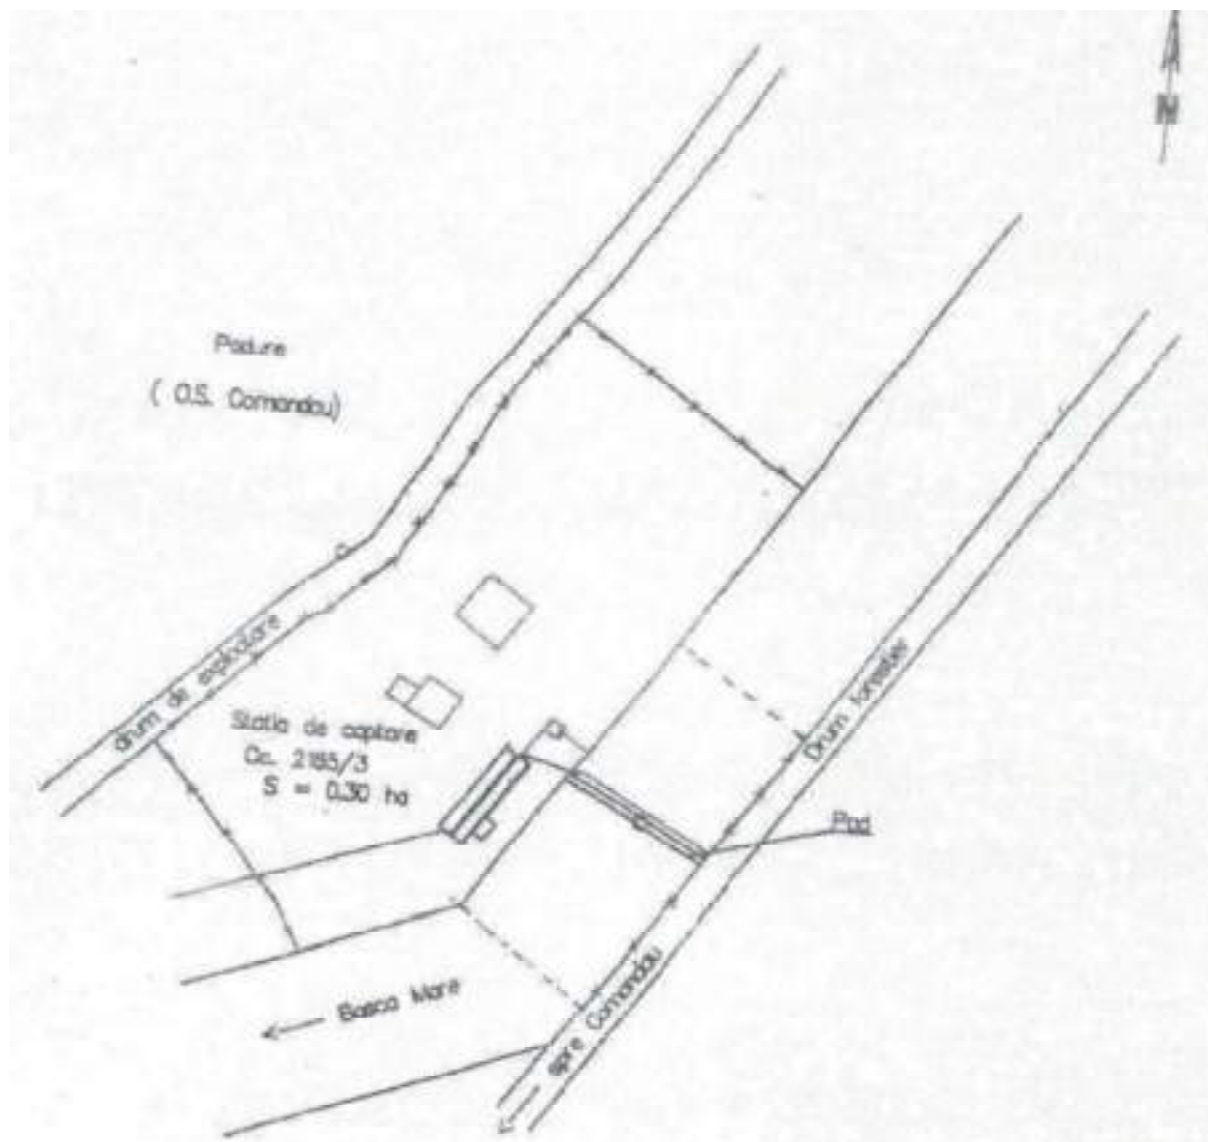 N
Padure
( O.S. Comandau)
drum de exploatare
Statia de captare
Cc. 2185/3
S = 0.30 ha
Drum forestier
Pod
Basca Mare
spre Comandau